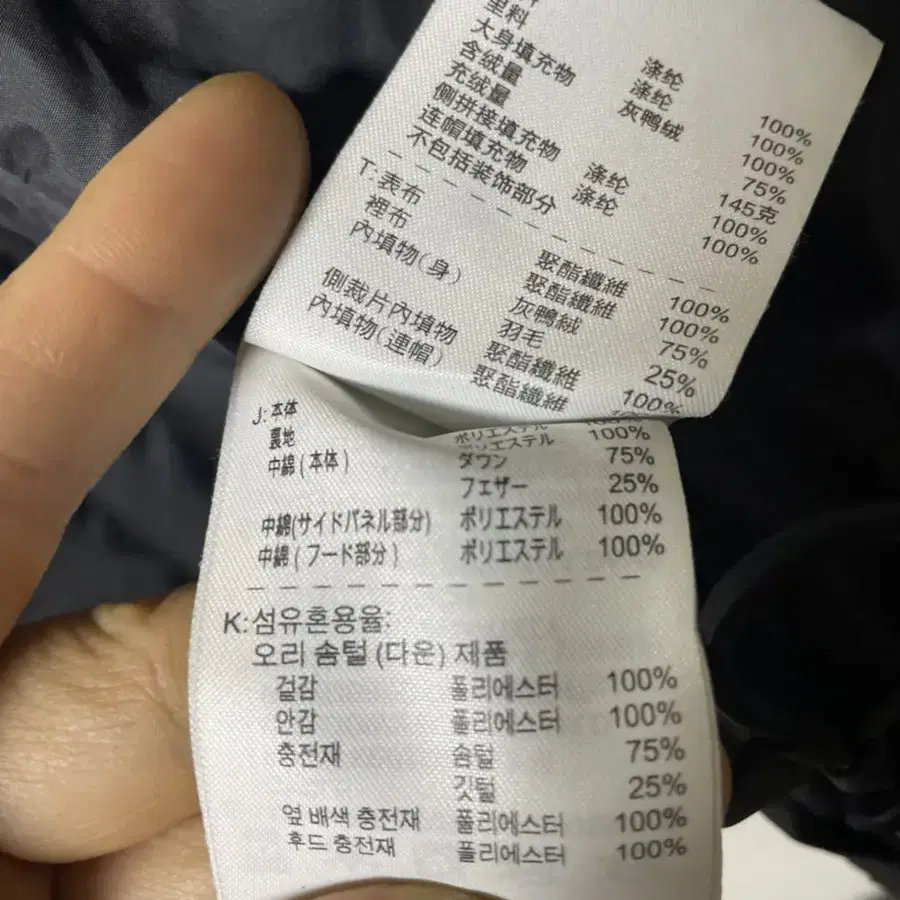 里料 涤纶 100%
大身填充物 涤纶 100%
含绒量 灰鸭绒 100%
充绒量 75%
侧拼接填充物 145克
连帽填充物 涤纶 100%
不包括装饰部分 涤纶 100%
T:表布 聚酯纖維 100%
裡布 聚酯纖維 100%
內填物(身) 灰鴨絨 75%
羽毛 25%
側裁片內填物 聚酯纖維 100%
內填物(連帽) 聚酯纖維 100%
J:本体 ポリエステル 100%
裏地 ポリエステル 100%
中綿(本体) ダウン 75%
フェザー 25%
中綿(サイドパネル部分) ポリエステル 100%
中綿(フード部分) ポリエステル 100%
K:섬유혼용율:
오리 솜털 (다운) 제품
겉감 폴리에스터 100%
안감 폴리에스터 100%
충전재 솜털 75%
깃털 25%
옆 배색 충전재 폴리에스터 100%
후드 충전재 폴리에스터 100%